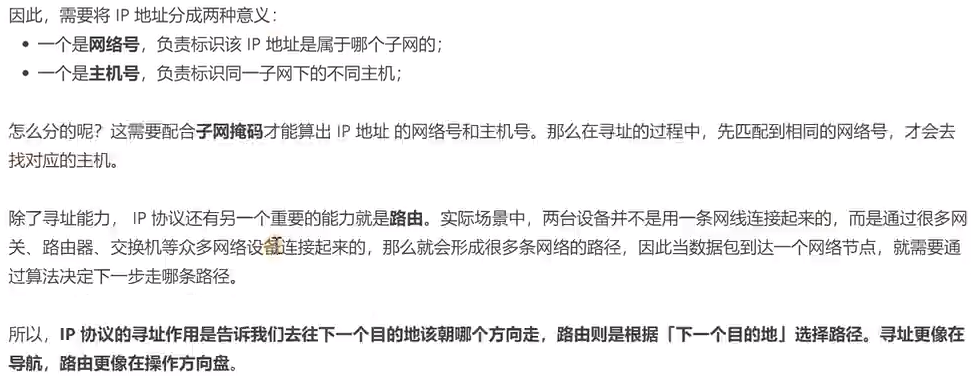 因此，需要将 IP 地址分成两种意义：
• 一个是网络号，负责标识该 IP 地址是属于哪个子网的；
• 一个是主机号，负责标识同一子网下的不同主机；
怎么分的呢？这需要配合子网掩码才能算出 IP 地址 的网络号和主机号。那么在寻址的过程中，先匹配到相同的网络号，才会去
找对应的主机。
除了寻址能力， IP 协议还有另一个重要的能力就是路由。实际场景中，两台设备并不是用一条网线连接起来的，而是通过很多网
关、路由器、交换机等众多网络设备连接起来的，那么就会形成很多条网络的路径，因此当数据包到达一个网络节点，就需要通
过算法决定下一步走哪条路径。
所以，IP 协议的寻址作用是告诉我们去往下一个目的地该朝哪个方向走，路由则是根据「下一个目的地」选择路径。寻址更像在
导航，路由更像在操作方向盘。